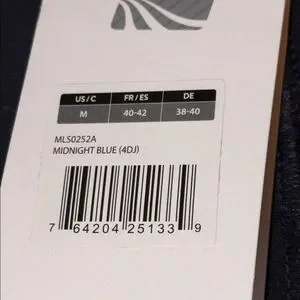 US/C FR/ES DE
M 40-42 38-40
MLS0252A
MIDNIGHT BLUE (4DJ)
7 64204 25133 9